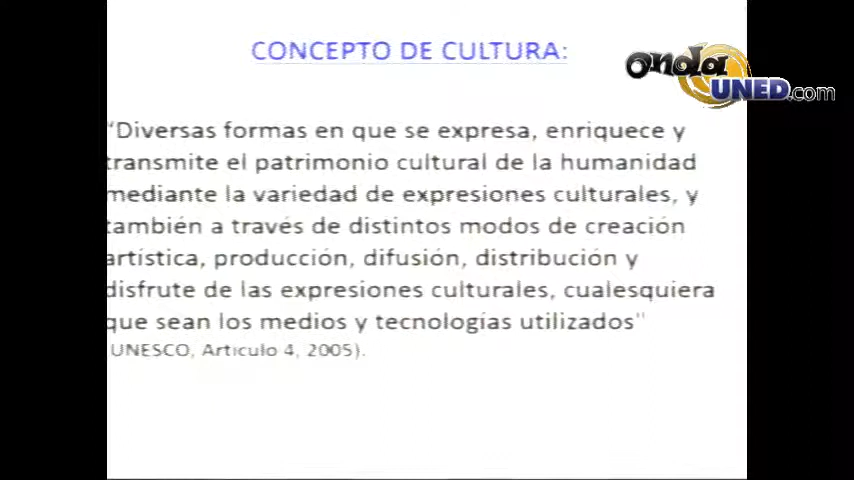 CONCEPTO DE CULTURA:
onda
UNED.com
"Diversas formas en que se expresa, enriquece y
transmite el patrimonio cultural de la humanidad
mediante la variedad de expresiones culturales, y
también a través de distintos modos de creación
artística, producción, difusión, distribución y
disfrute de las expresiones culturales, cualesquiera
que sean los medios y tecnologías utilizados"
UNESCO, Artículo 4, 2005).